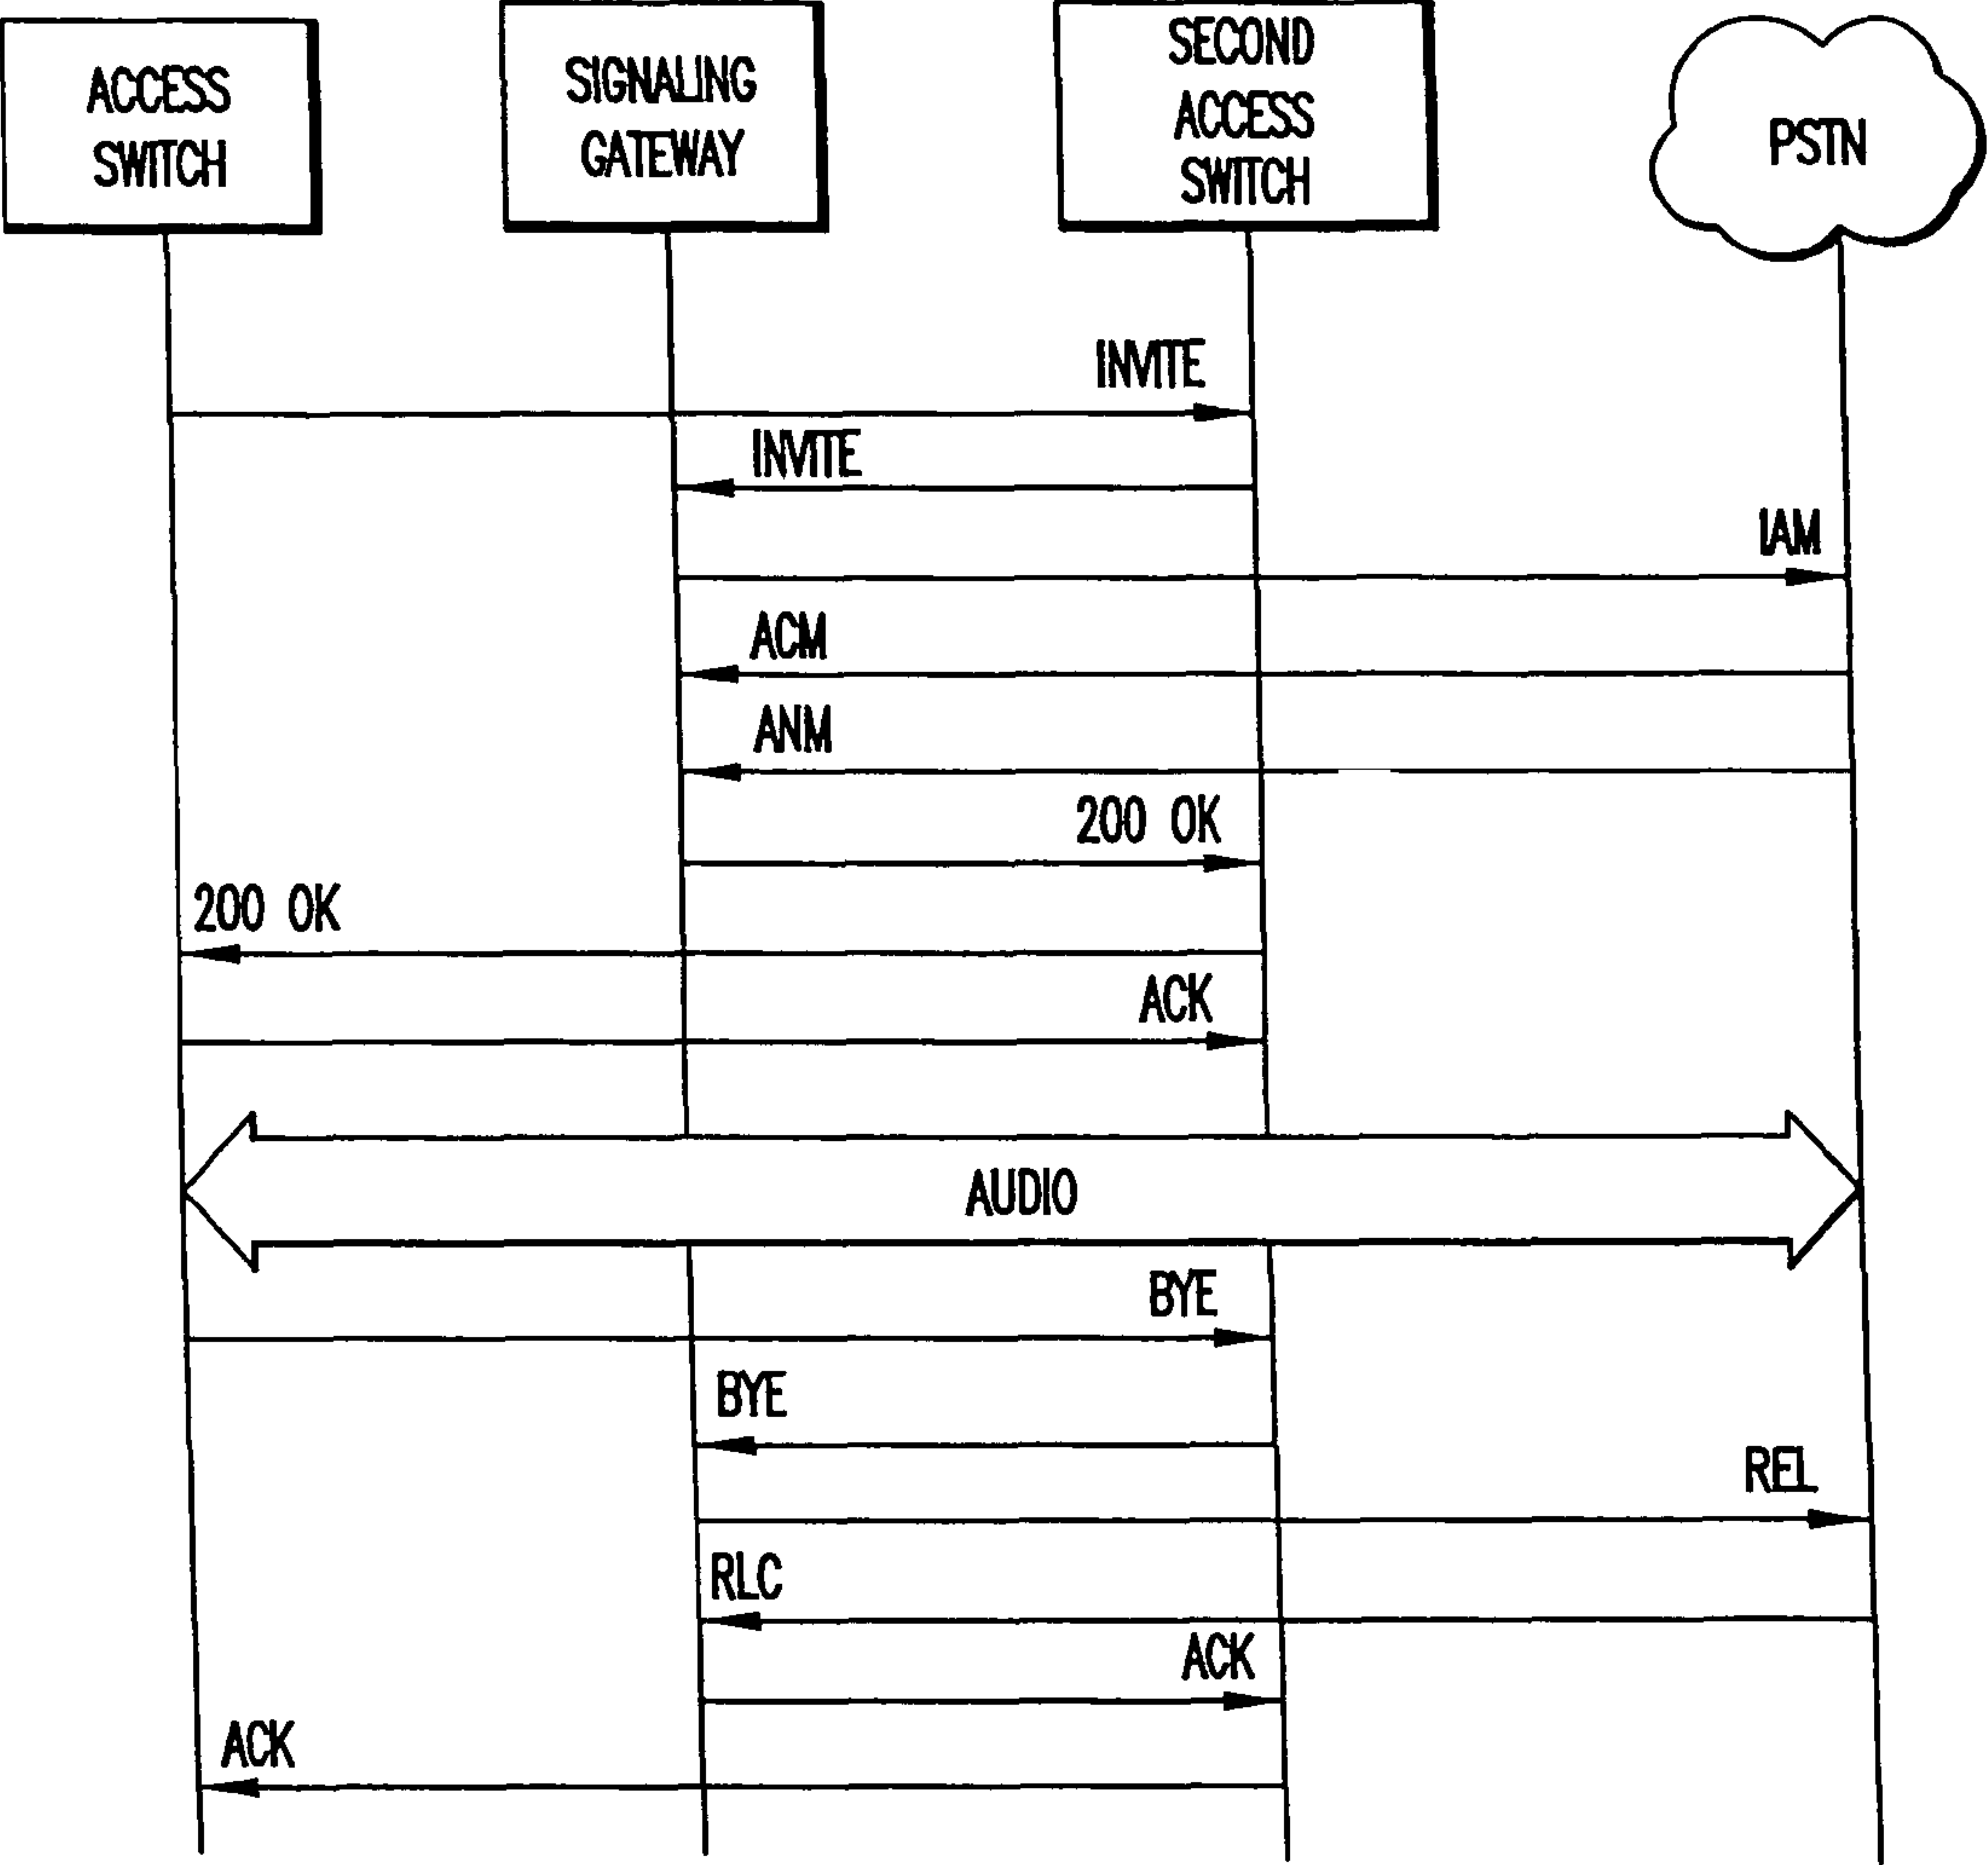 ACCESS
SWITCH
SIGNALING
GATEWAY
SECOND
ACCESS
SWITCH
PSTN
INVITE
INVITE
IAM
ACM
ANM
200 OK
200 OK
ACK
AUDIO
BYE
BYE
REL
RLC
ACK
ACK